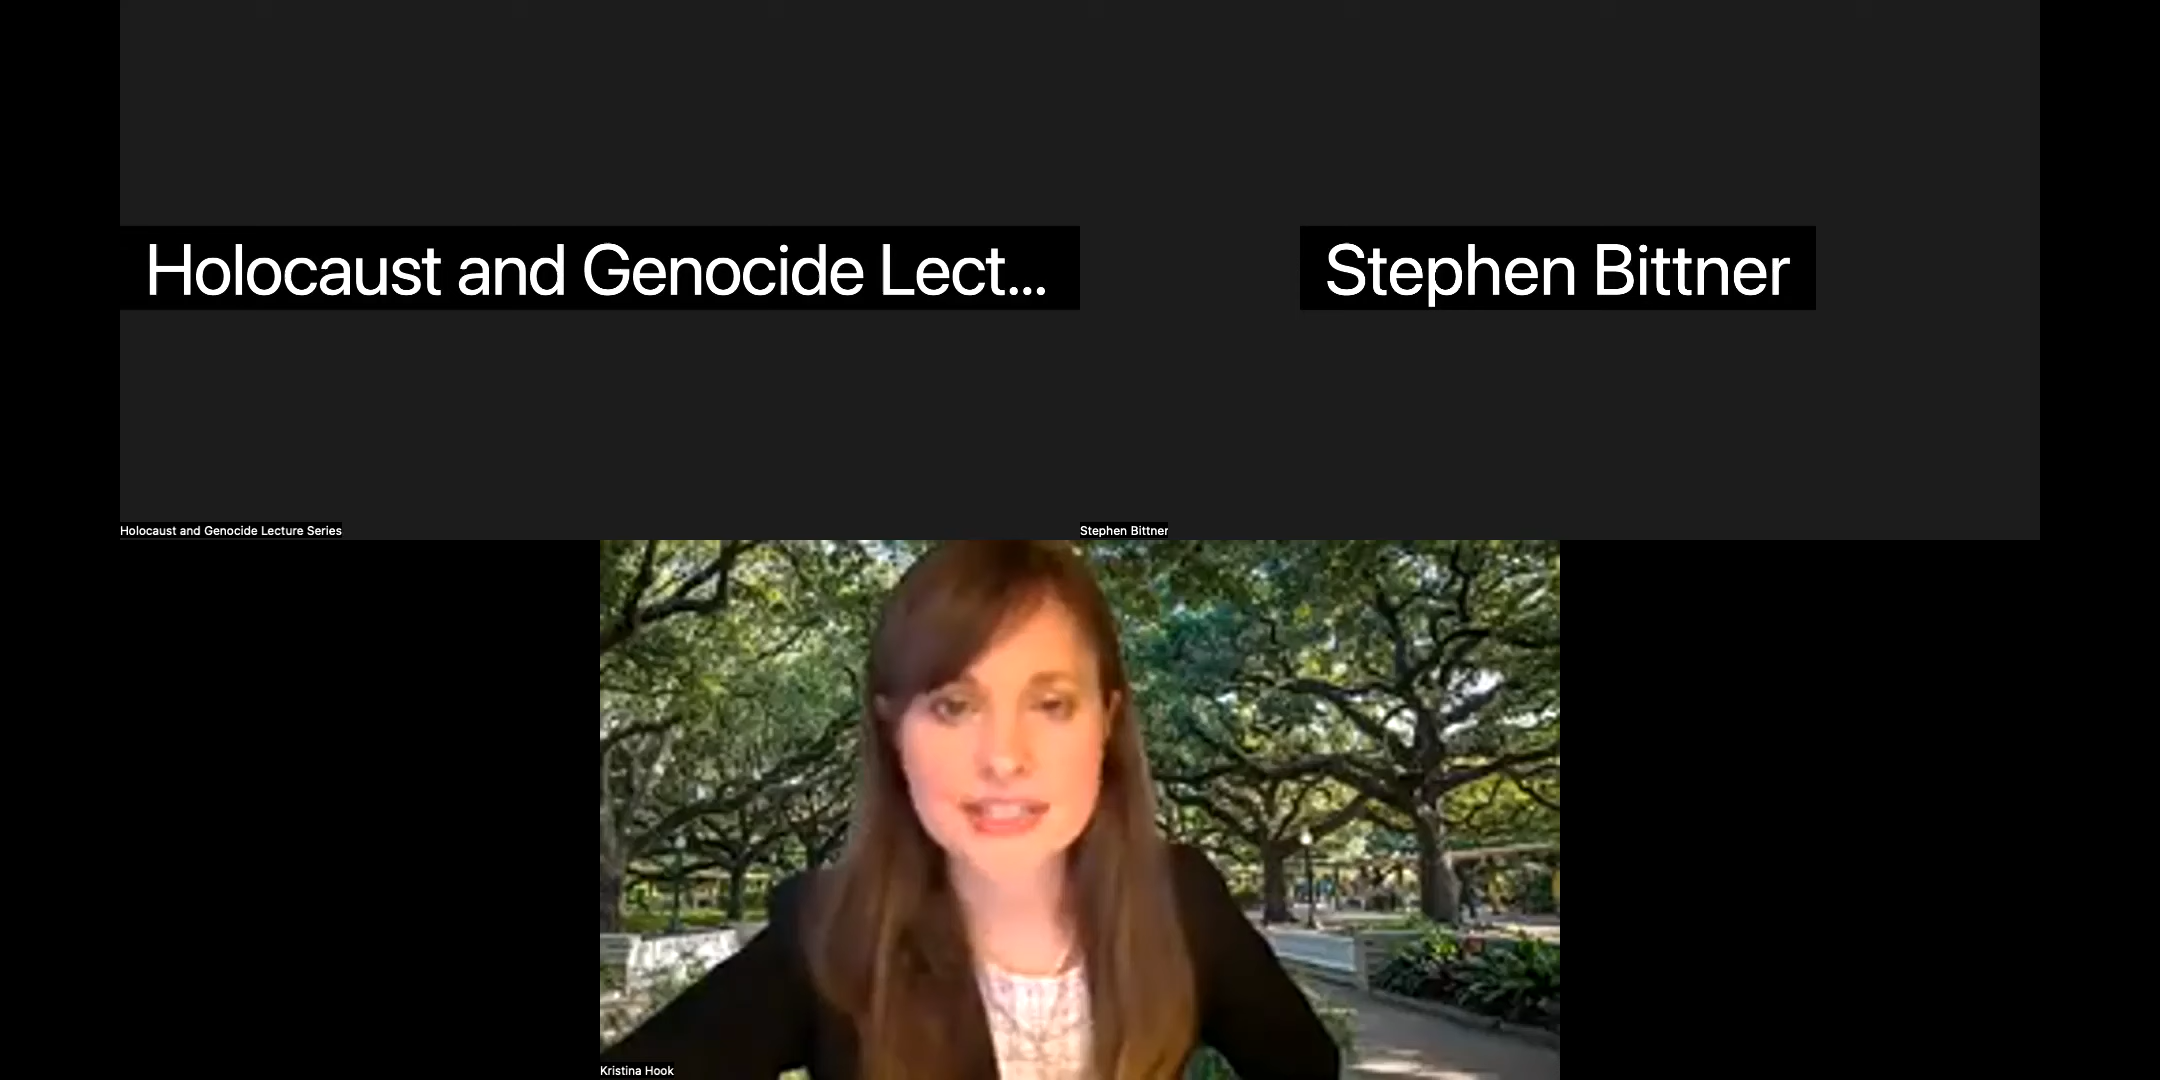 Holocaust and Genocide Lect...
Stephen Bittner
Holocaust and Genocide Lecture Series
Stephen Bittner
Kristina Hook